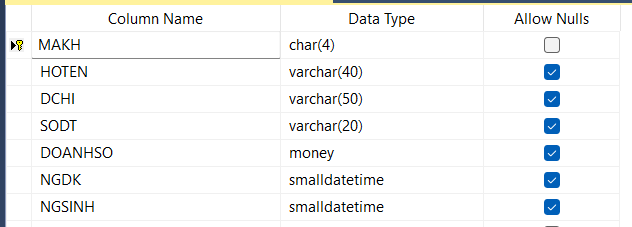 Column Name Data Type Allow Nulls
MAKH char(4)
HOTEN varchar(40)
DCHI varchar(50)
SODT varchar(20)
DOANHSO money
NGDK smalldatetime
NGSINH smalldatetime